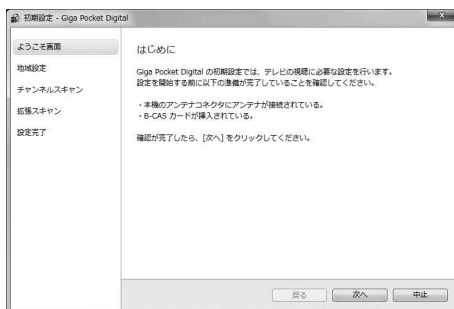 初期設定 - Giga Pocket Digital
ようこそ画面
地域設定
チャンネルスキャン
拡張スキャン
設定完了
はじめに
Giga Pocket Digital の初期設定では、テレビの視聴に必要な設定を行います。
設定を開始する前に以下の準備が完了していることを確認してください。
・本機のアンテナコネクタにアンテナが接続されている。
・B-CAS カードが挿入されている。
確認が完了したら、[次へ] をクリックしてください。
戻る
次へ
中止